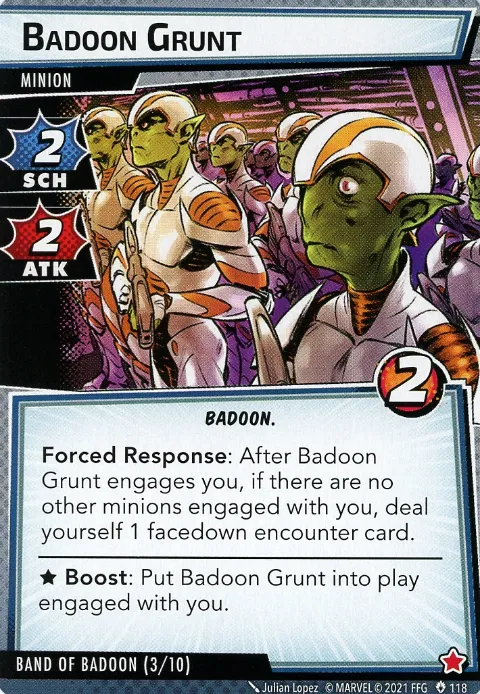 BADOON GRUNT
MINION
2
SCH
2
ATK
2
BADOON.
Forced Response: After Badoon
Grunt engages you, if there are no
other minions engaged with you, deal
yourself 1 facedown encounter card.
★ Boost: Put Badoon Grunt into play
engaged with you.
BAND OF BADOON (3/10)
Julian Lopez © MARVEL © 2021 FFG 118